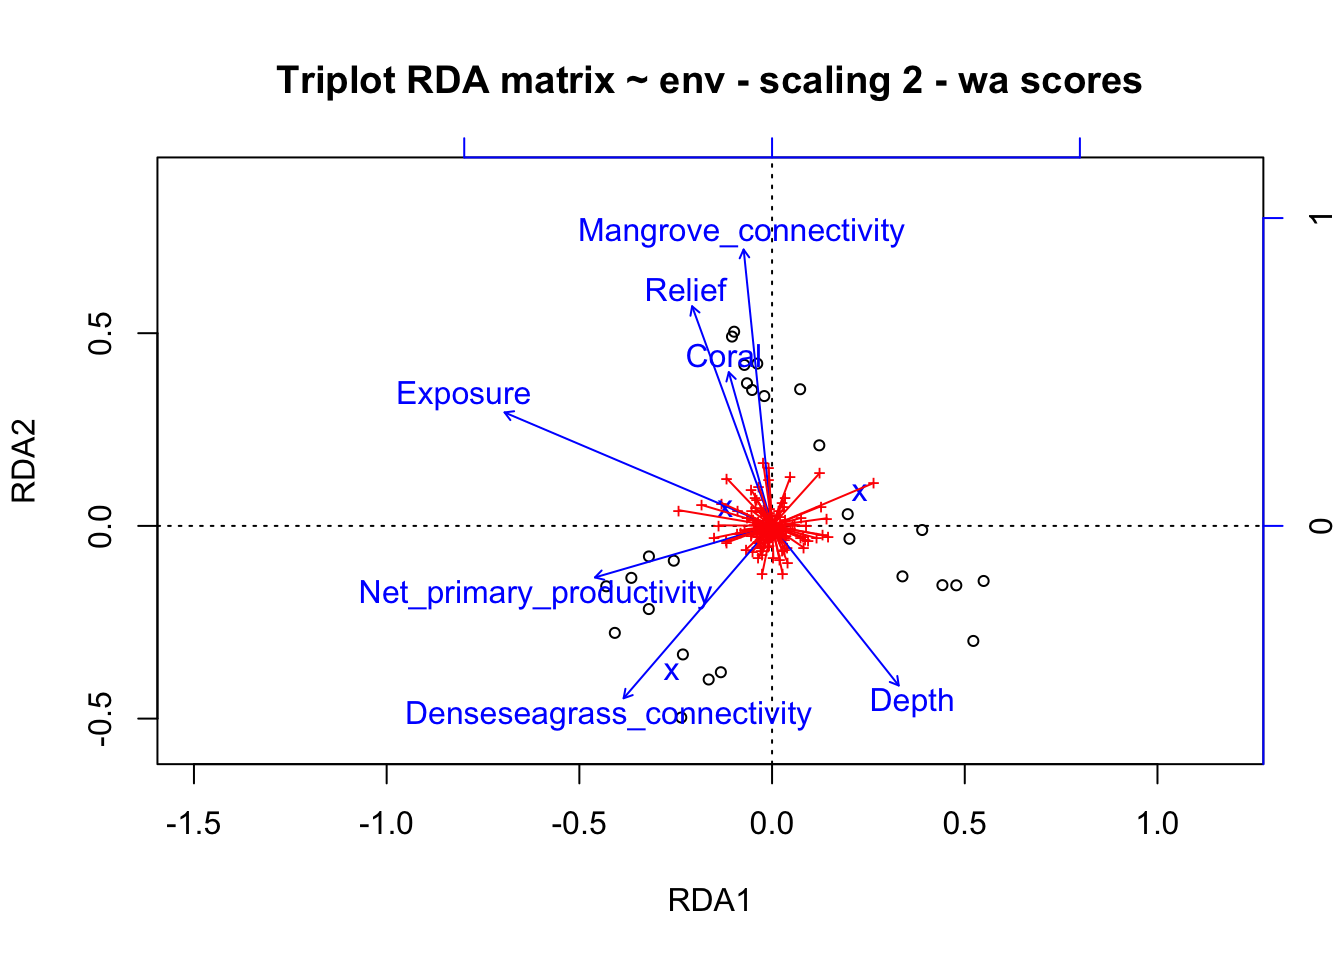 Triplot RDA matrix ~ env - scaling 2 - wa scores
Mangrove_connectivity
Relief
Coral
Exposure
x
x
Net_primary_productivity
x
Denseseagrass_connectivity
Depth
RDA2
0.5
0.0
-0.5
1
0
-1.5
-1.0
-0.5
0.0
0.5
1.0
RDA1